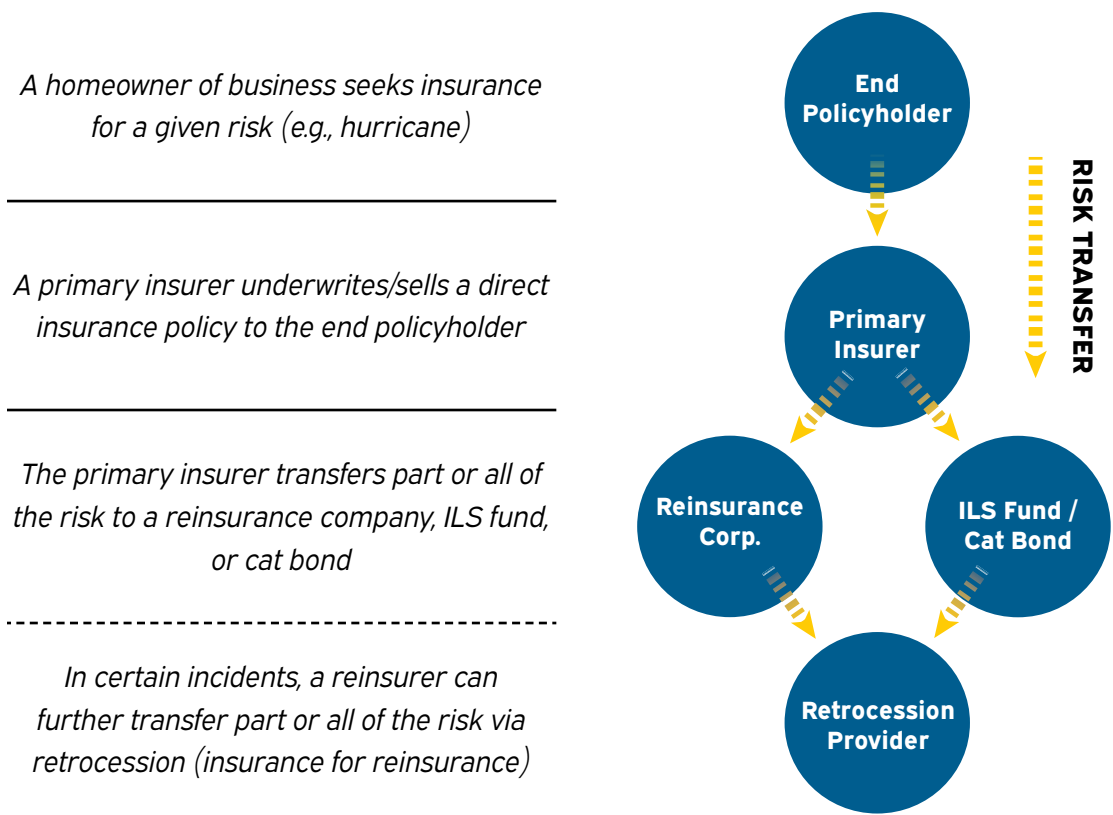 A homeowner of business seeks insurance
for a given risk (e.g., hurricane)
End
Policyholder
RISK TRANSFER
A primary insurer underwrites/sells a direct
insurance policy to the end policyholder
Primary
Insurer
The primary insurer transfers part or all of
the risk to a reinsurance company, ILS fund,
or cat bond
Reinsurance
Corp.
ILS Fund /
Cat Bond
In certain incidents, a reinsurer can
further transfer part or all of the risk via
retrocession (insurance for reinsurance)
Retrocession
Provider